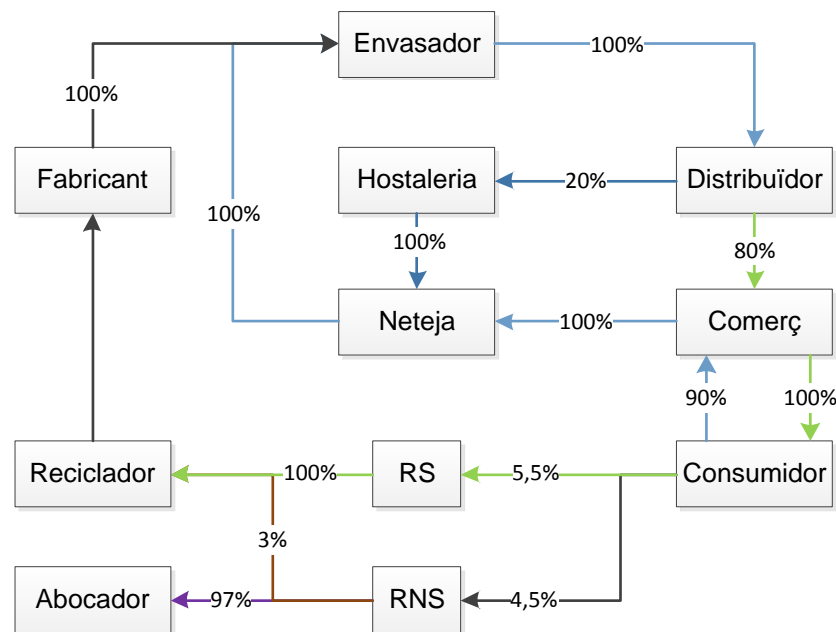 Envasador
100%
100%
Fabricant
Hostaleria
20%
Distribuïdor
100%
100%
80%
Neteja
100%
Comerç
90%
100%
Reciclador
100%
RS
5,5%
Consumidor
3%
Abocador
97%
RNS
4,5%